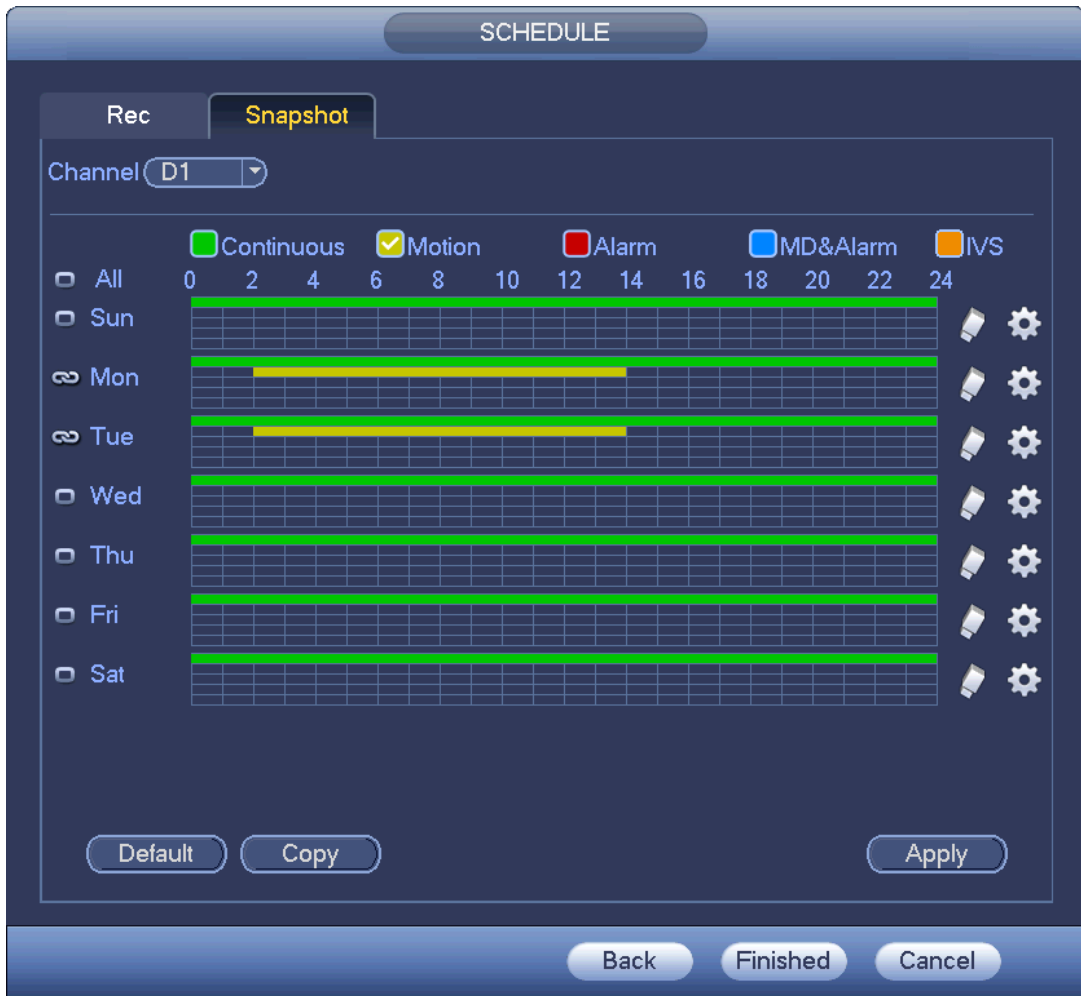 SCHEDULE
Rec Snapshot
Channel D1
Continuous Motion Alarm MD&Alarm IVS
All 0 2 4 6 8 10 12 14 16 18 20 22 24
Sun
Mon
Tue
Wed
Thu
Fri
Sat
Default Copy Apply
Back Finished Cancel